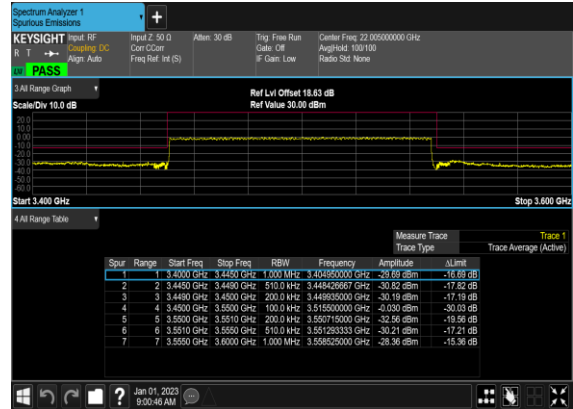 Spectrum Analyzer 1
Spurious Emissions
+
KEYSIGHT Input: RF Input Z: 50 Ω Atten: 30 dB Trig: Free Run Center Freq: 22.005000000 GHz
R T Coupling: DC Corr CCorr Gate: Off Avg|Hold: 100/100
Align: Auto Freq Ref: Int (S) IF Gain: Low Radio Std: None
PASS
3 All Range Graph Ref Lvl Offset 18.63 dB
Scale/Div 10.0 dB Ref Value 30.00 dBm
20.0
10.0
0.00
-10.0
-20.0
-30.0
-40.0
-50.0
-60.0
Start 3.400 GHz Stop 3.600 GHz
4 All Range Table
Measure Trace Trace 1
Trace Type Trace Average (Active)
Spur Range Start Freq Stop Freq RBW Frequency Amplitude ΔLimit
1 1 3.4000 GHz 3.4450 GHz 1.000 MHz 3.404950000 GHz -29.69 dBm -16.69 dB
2 2 3.4450 GHz 3.4490 GHz 510.0 kHz 3.448426667 GHz -30.82 dBm -17.82 dB
3 3 3.4490 GHz 3.4500 GHz 200.0 kHz 3.449935000 GHz -30.19 dBm -17.19 dB
4 4 3.4500 GHz 3.5500 GHz 100.0 kHz 3.515500000 GHz -0.030 dBm -30.03 dB
5 5 3.5500 GHz 3.5510 GHz 200.0 kHz 3.550715000 GHz -32.56 dBm -19.56 dB
6 6 3.5510 GHz 3.5550 GHz 510.0 kHz 3.551293333 GHz -30.21 dBm -17.21 dB
7 7 3.5550 GHz 3.6000 GHz 1.000 MHz 3.558525000 GHz -28.36 dBm -15.36 dB
? Jan 01, 2023
9:00:46 AM